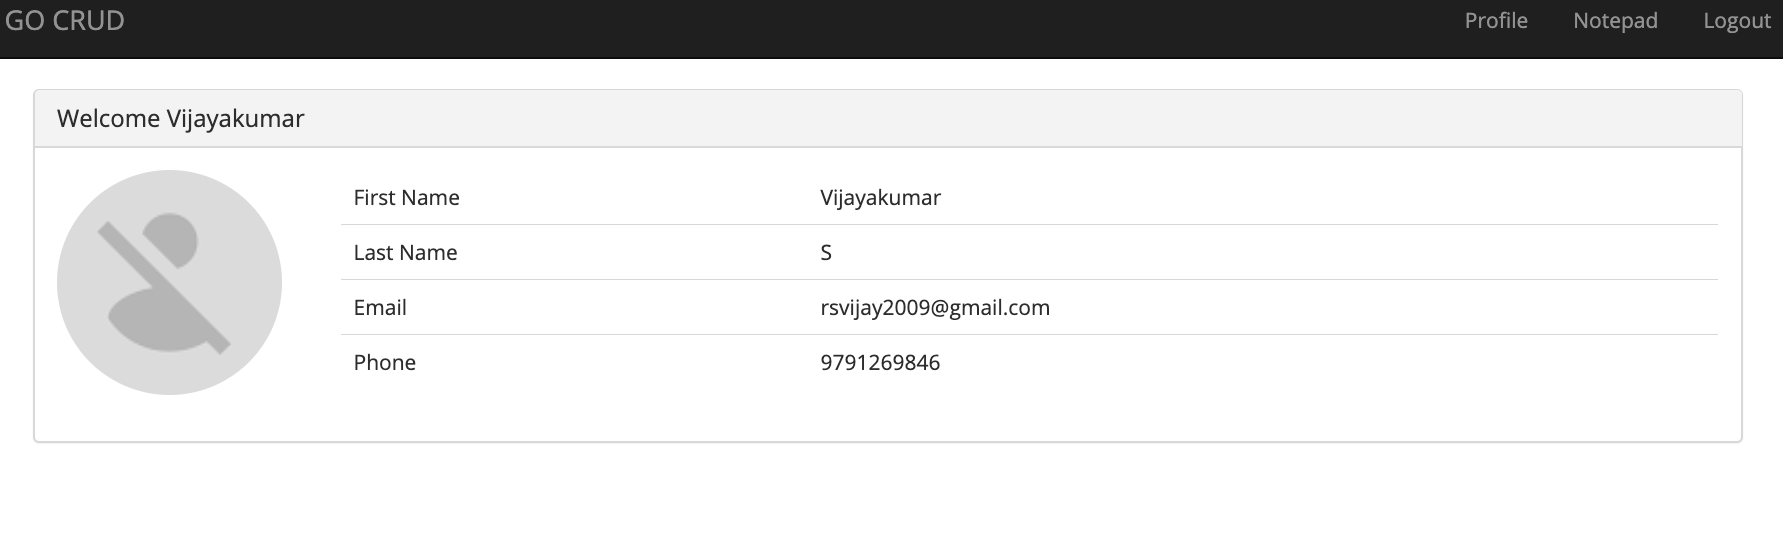 GO CRUD Profile Notepad Logout
Welcome Vijayakumar
First Name Vijayakumar
Last Name S
Email rsvijay2009@gmail.com
Phone 9791269846